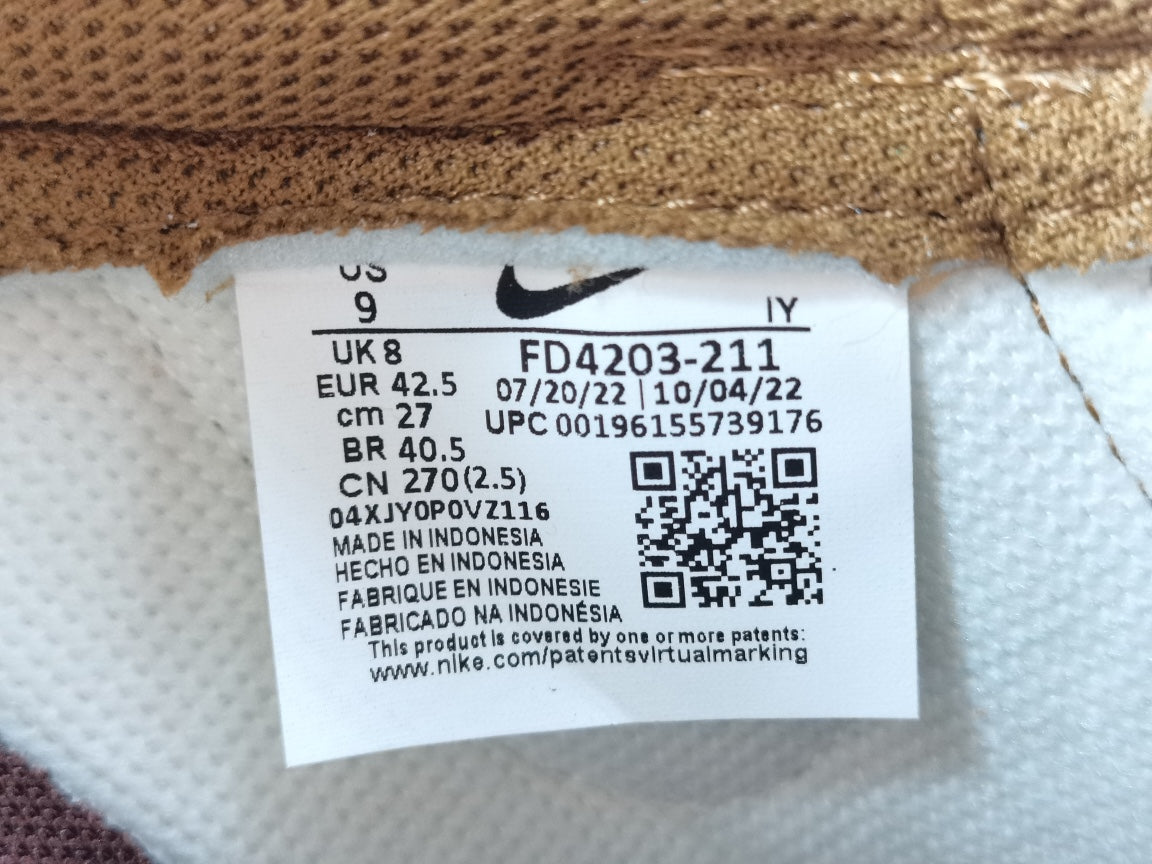 US
9
IY
UK 8
EUR 42.5
cm 27
BR 40.5
CN 270(2.5)
FD4203-211
07/20/22 | 10/04/22
UPC 00196155739176
04XJY0P0VZ116
MADE IN INDONESIA
HECHO EN INDONESIA
FABRIQUE EN INDONESIE
FABRICADO NA INDONÉSIA
This product is covered by one or more patents:
www.nike.com/patentsvirtualmarking